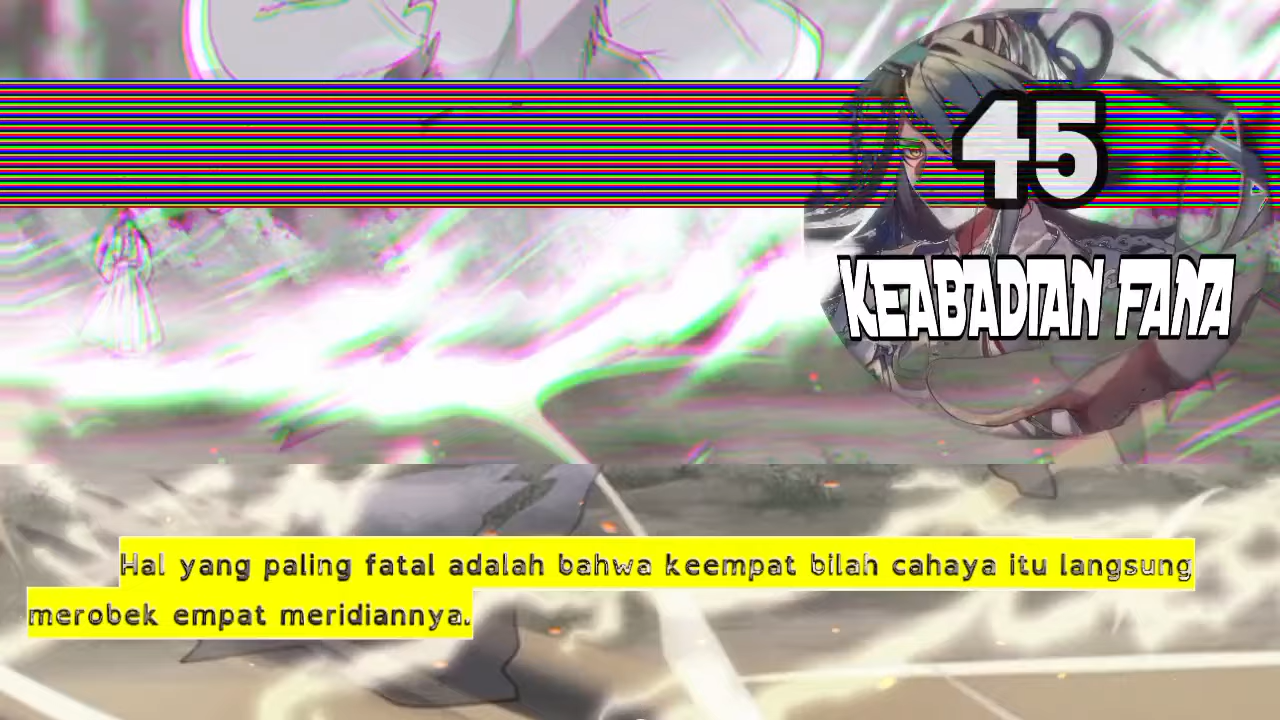 45
KEABADIAN FANA
Hal yang paling fatal adalah bahwa keempat bilah cahaya itu langsung
merobek empat meridiannya.